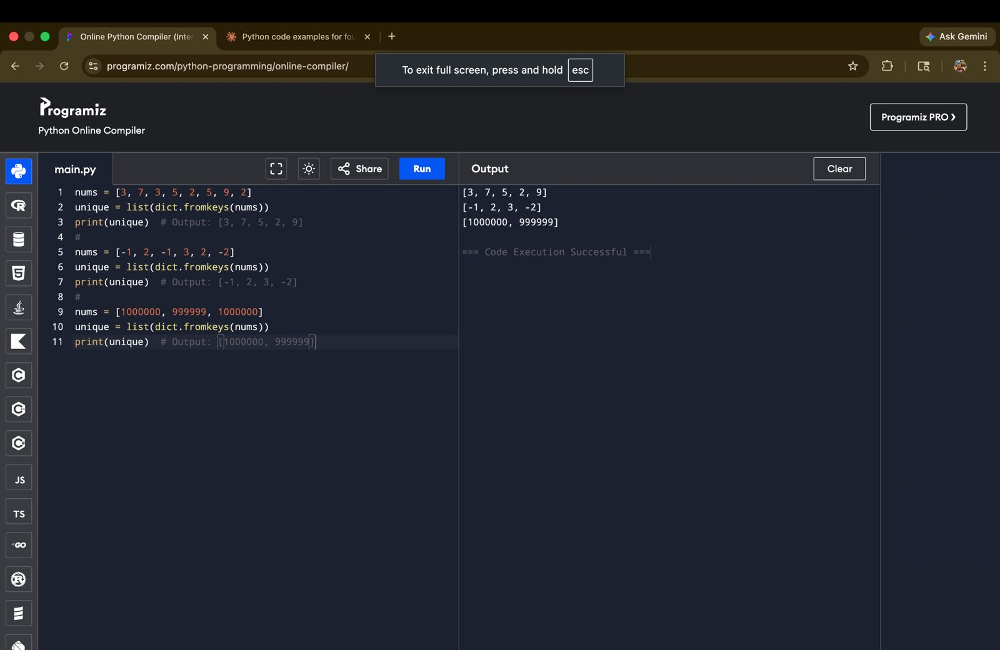 Online Python Compiler (Inter
Python code examples for fou
Ask Gemini
programiz.com/python-programming/online-compiler/
To exit full screen, press and hold esc
Programiz
Python Online Compiler
Programiz PRO ›
main.py
Share
Run
Output
Clear
1 nums = [3, 7, 3, 5, 2, 5, 9, 2]
2 unique = list(dict.fromkeys(nums))
3 print(unique)  # Output: [3, 7, 5, 2, 9]
4 #
5 nums = [-1, 2, -1, 3, 2, -2]
6 unique = list(dict.fromkeys(nums))
7 print(unique)  # Output: [-1, 2, 3, -2]
8 #
9 nums = [1000000, 999999, 1000000]
10 unique = list(dict.fromkeys(nums))
11 print(unique)  # Output: [1000000, 999999]
[3, 7, 5, 2, 9]
[-1, 2, 3, -2]
[1000000, 999999]
=== Code Execution Successful ===
R
5
C
C
C
JS
TS
GO
R